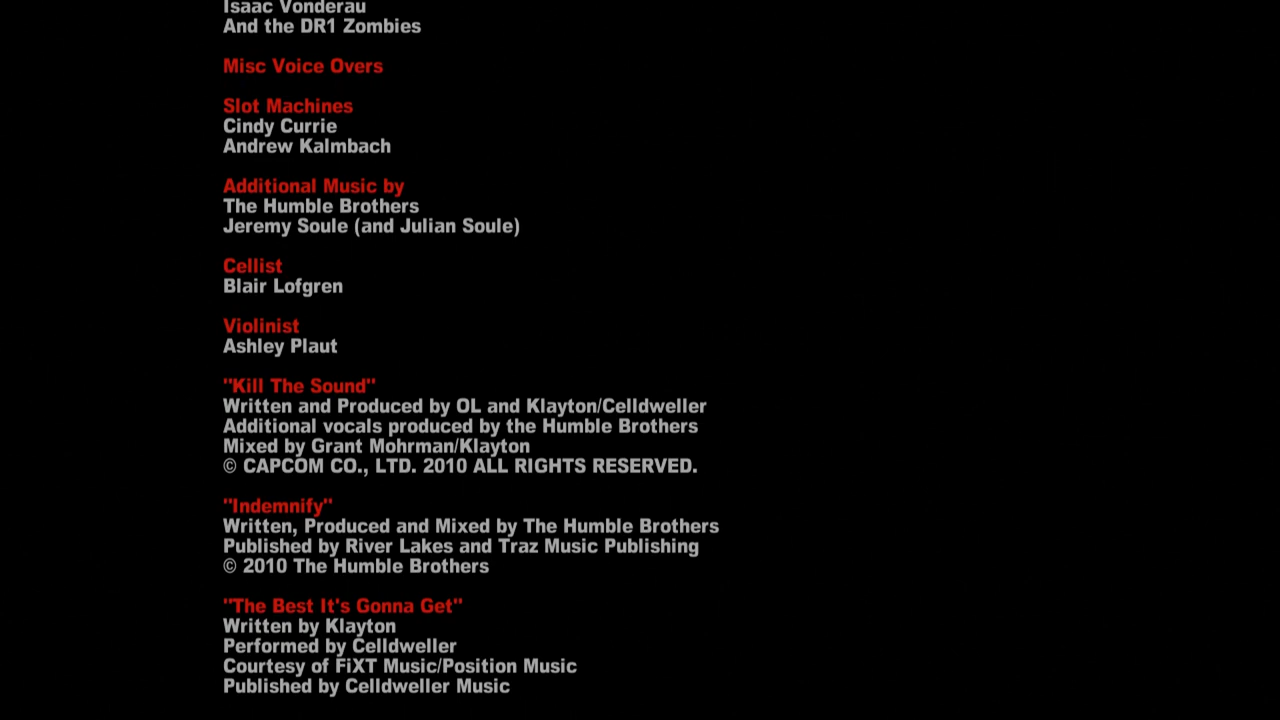 Isaac Vonderau
And the DR1 Zombies
Misc Voice Overs
Slot Machines
Cindy Currie
Andrew Kalmbach
Additional Music by
The Humble Brothers
Jeremy Soule (and Julian Soule)
Cellist
Blair Lofgren
Violinist
Ashley Plaut
"Kill The Sound"
Written and Produced by OL and Klayton/Celldweller
Additional vocals produced by the Humble Brothers
Mixed by Grant Mohrman/Klayton
© CAPCOM CO., LTD. 2010 ALL RIGHTS RESERVED.
"Indemnify"
Written, Produced and Mixed by The Humble Brothers
Published by River Lakes and Traz Music Publishing
© 2010 The Humble Brothers
"The Best It's Gonna Get"
Written by Klayton
Performed by Celldweller
Courtesy of FiXT Music/Position Music
Published by Celldweller Music